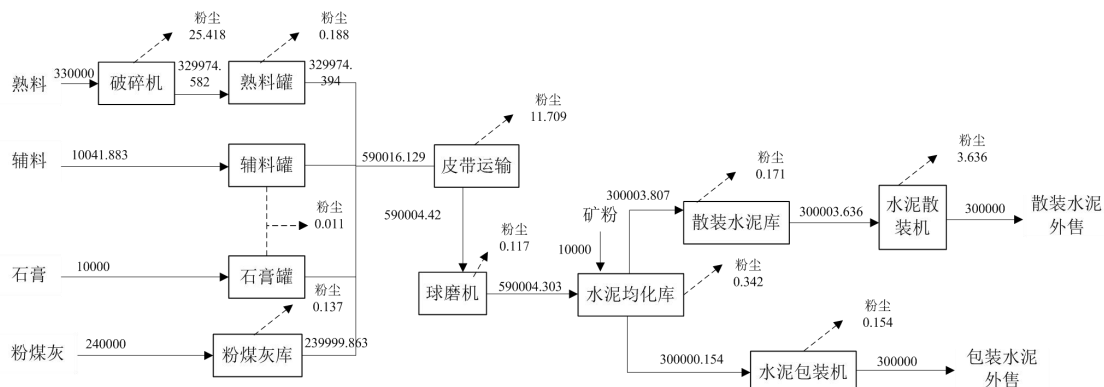 粉尘
25.418
粉尘
0.188
熟料
330000
破碎机
329974.
582
熟料罐
329974.
394
粉尘
11.709
辅料
10041.883
辅料罐
590016.129
皮带运输
粉尘
0.011
590004.42
粉尘
3.636
粉尘
0.171
300003.807
矿粉
散装水泥库
300003.636
水泥散
装机
300000
散装水泥
外售
石膏
10000
石膏罐
粉尘
0.117
10000
球磨机
590004.303
水泥均化库
粉尘
0.342
粉尘
0.137
粉煤灰
240000
粉煤灰库
239999.863
粉尘
0.154
300000.154
水泥包装机
300000
包装水泥
外售